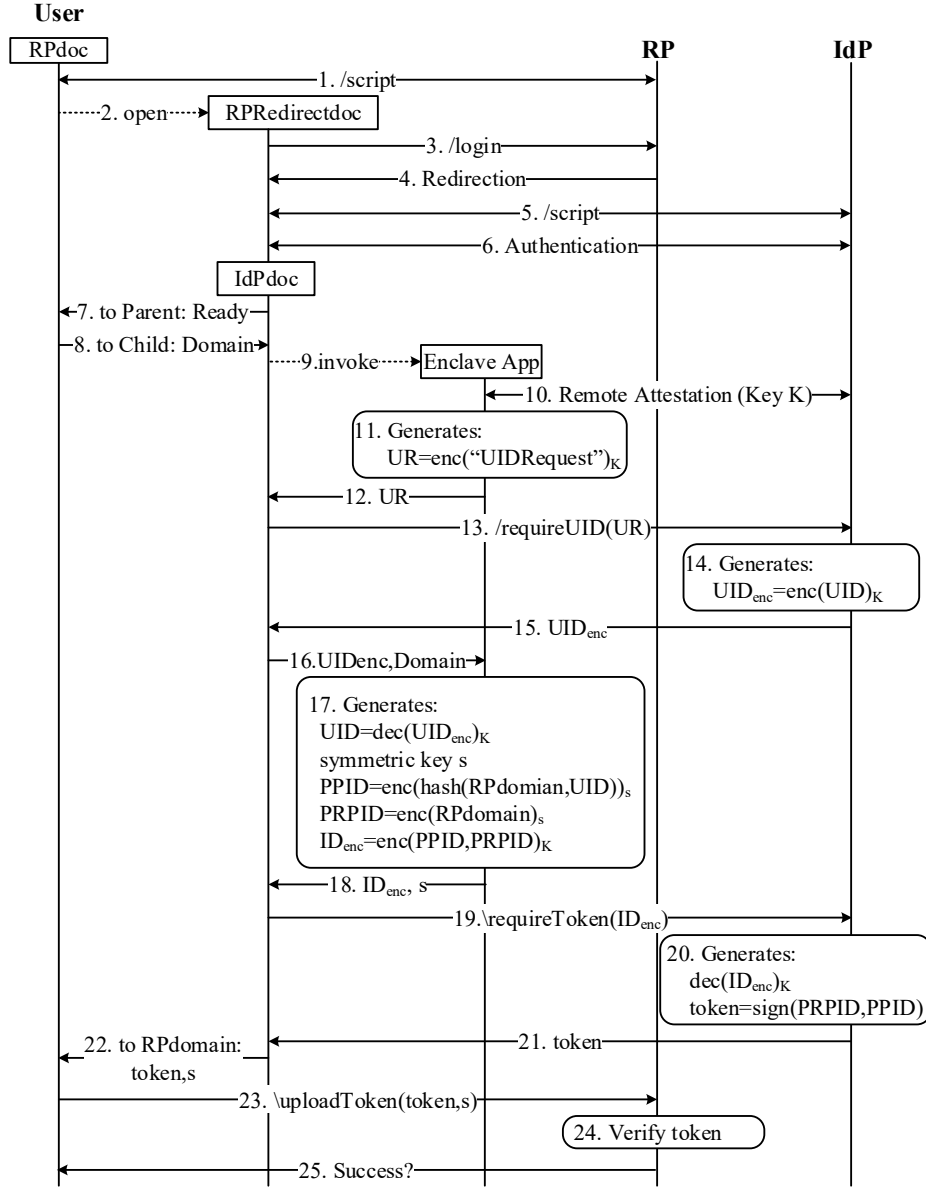 User
RPdoc
RP
IdP
1. /script
2. open
RPRedirectdoc
3. /login
4. Redirection
5. /script
6. Authentication
IdPdoc
7. to Parent: Ready
8. to Child: Domain
9.invoke
Enclave App
10. Remote Attestation (Key K)
11. Generates:
UR=enc(“UIDRequest”)K
12. UR
13. /requireUID(UR)
14. Generates:
UIDenc=enc(UID)K
15. UIDenc
16.UIDenc,Domain
17. Generates:
UID=dec(UIDenc)K
symmetric key s
PPID=enc(hash(RPdomian,UID))s
PRPID=enc(RPdomain)s
IDenc=enc(PPID,PRPID)K
18. IDenc, s
19.\requireToken(IDenc)
20. Generates:
dec(IDenc)K
token=sign(PRPID,PPID)
21. token
22. to RPdomain:
token,s
23. \uploadToken(token,s)
24. Verify token
25. Success?